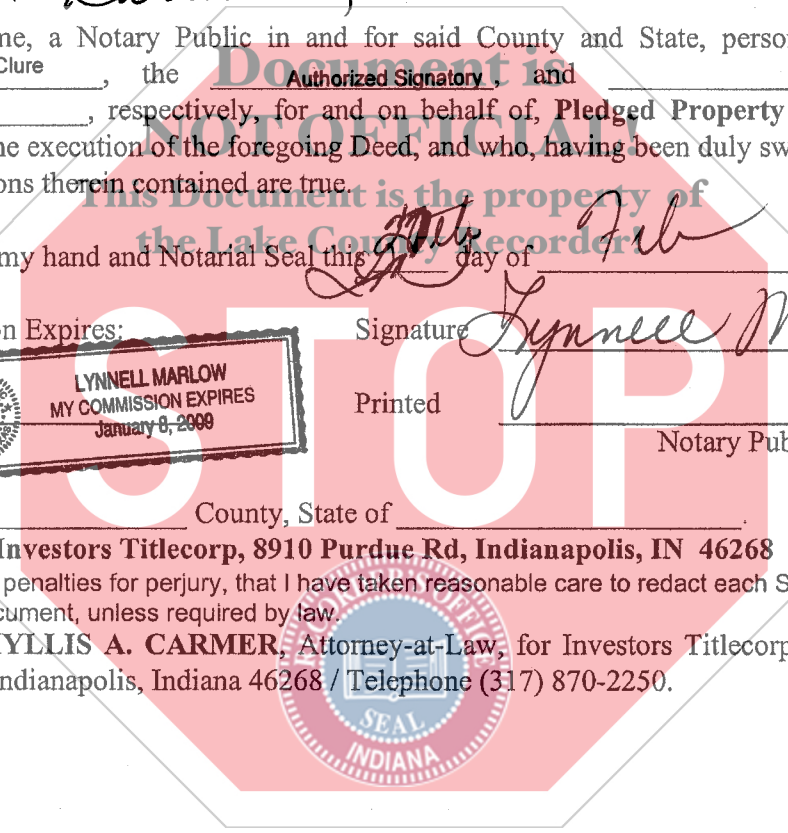 me, a Notary Public in and for said County and State, perso
Clure, the Authorized Signatory, and
Document is
, respectively, for and on behalf of, Pledged Property
NOT OFFICIAL!
he execution of the foregoing Deed, and who, having been duly sw
ons therein contained are true.
This Document is the property of
the Lake County Recorder!
my hand and Notarial Seal this day of Feb
on Expires: Signature Lynnell M
LYNNELL MARLOW
MY COMMISSION EXPIRES
January 8, 2009
Printed
Notary Pub
STOP
County, State of .
Investors Titlecorp, 8910 Purdue Rd, Indianapolis, IN 46268
penalties for perjury, that I have taken reasonable care to redact each S
cument, unless required by law.
YLLIS A. CARMER, Attorney-at-Law, for Investors Titlecorp
Indianapolis, Indiana 46268 / Telephone (317) 870-2250.
RECORDER'S OFFICE
SEAL
INDIANA